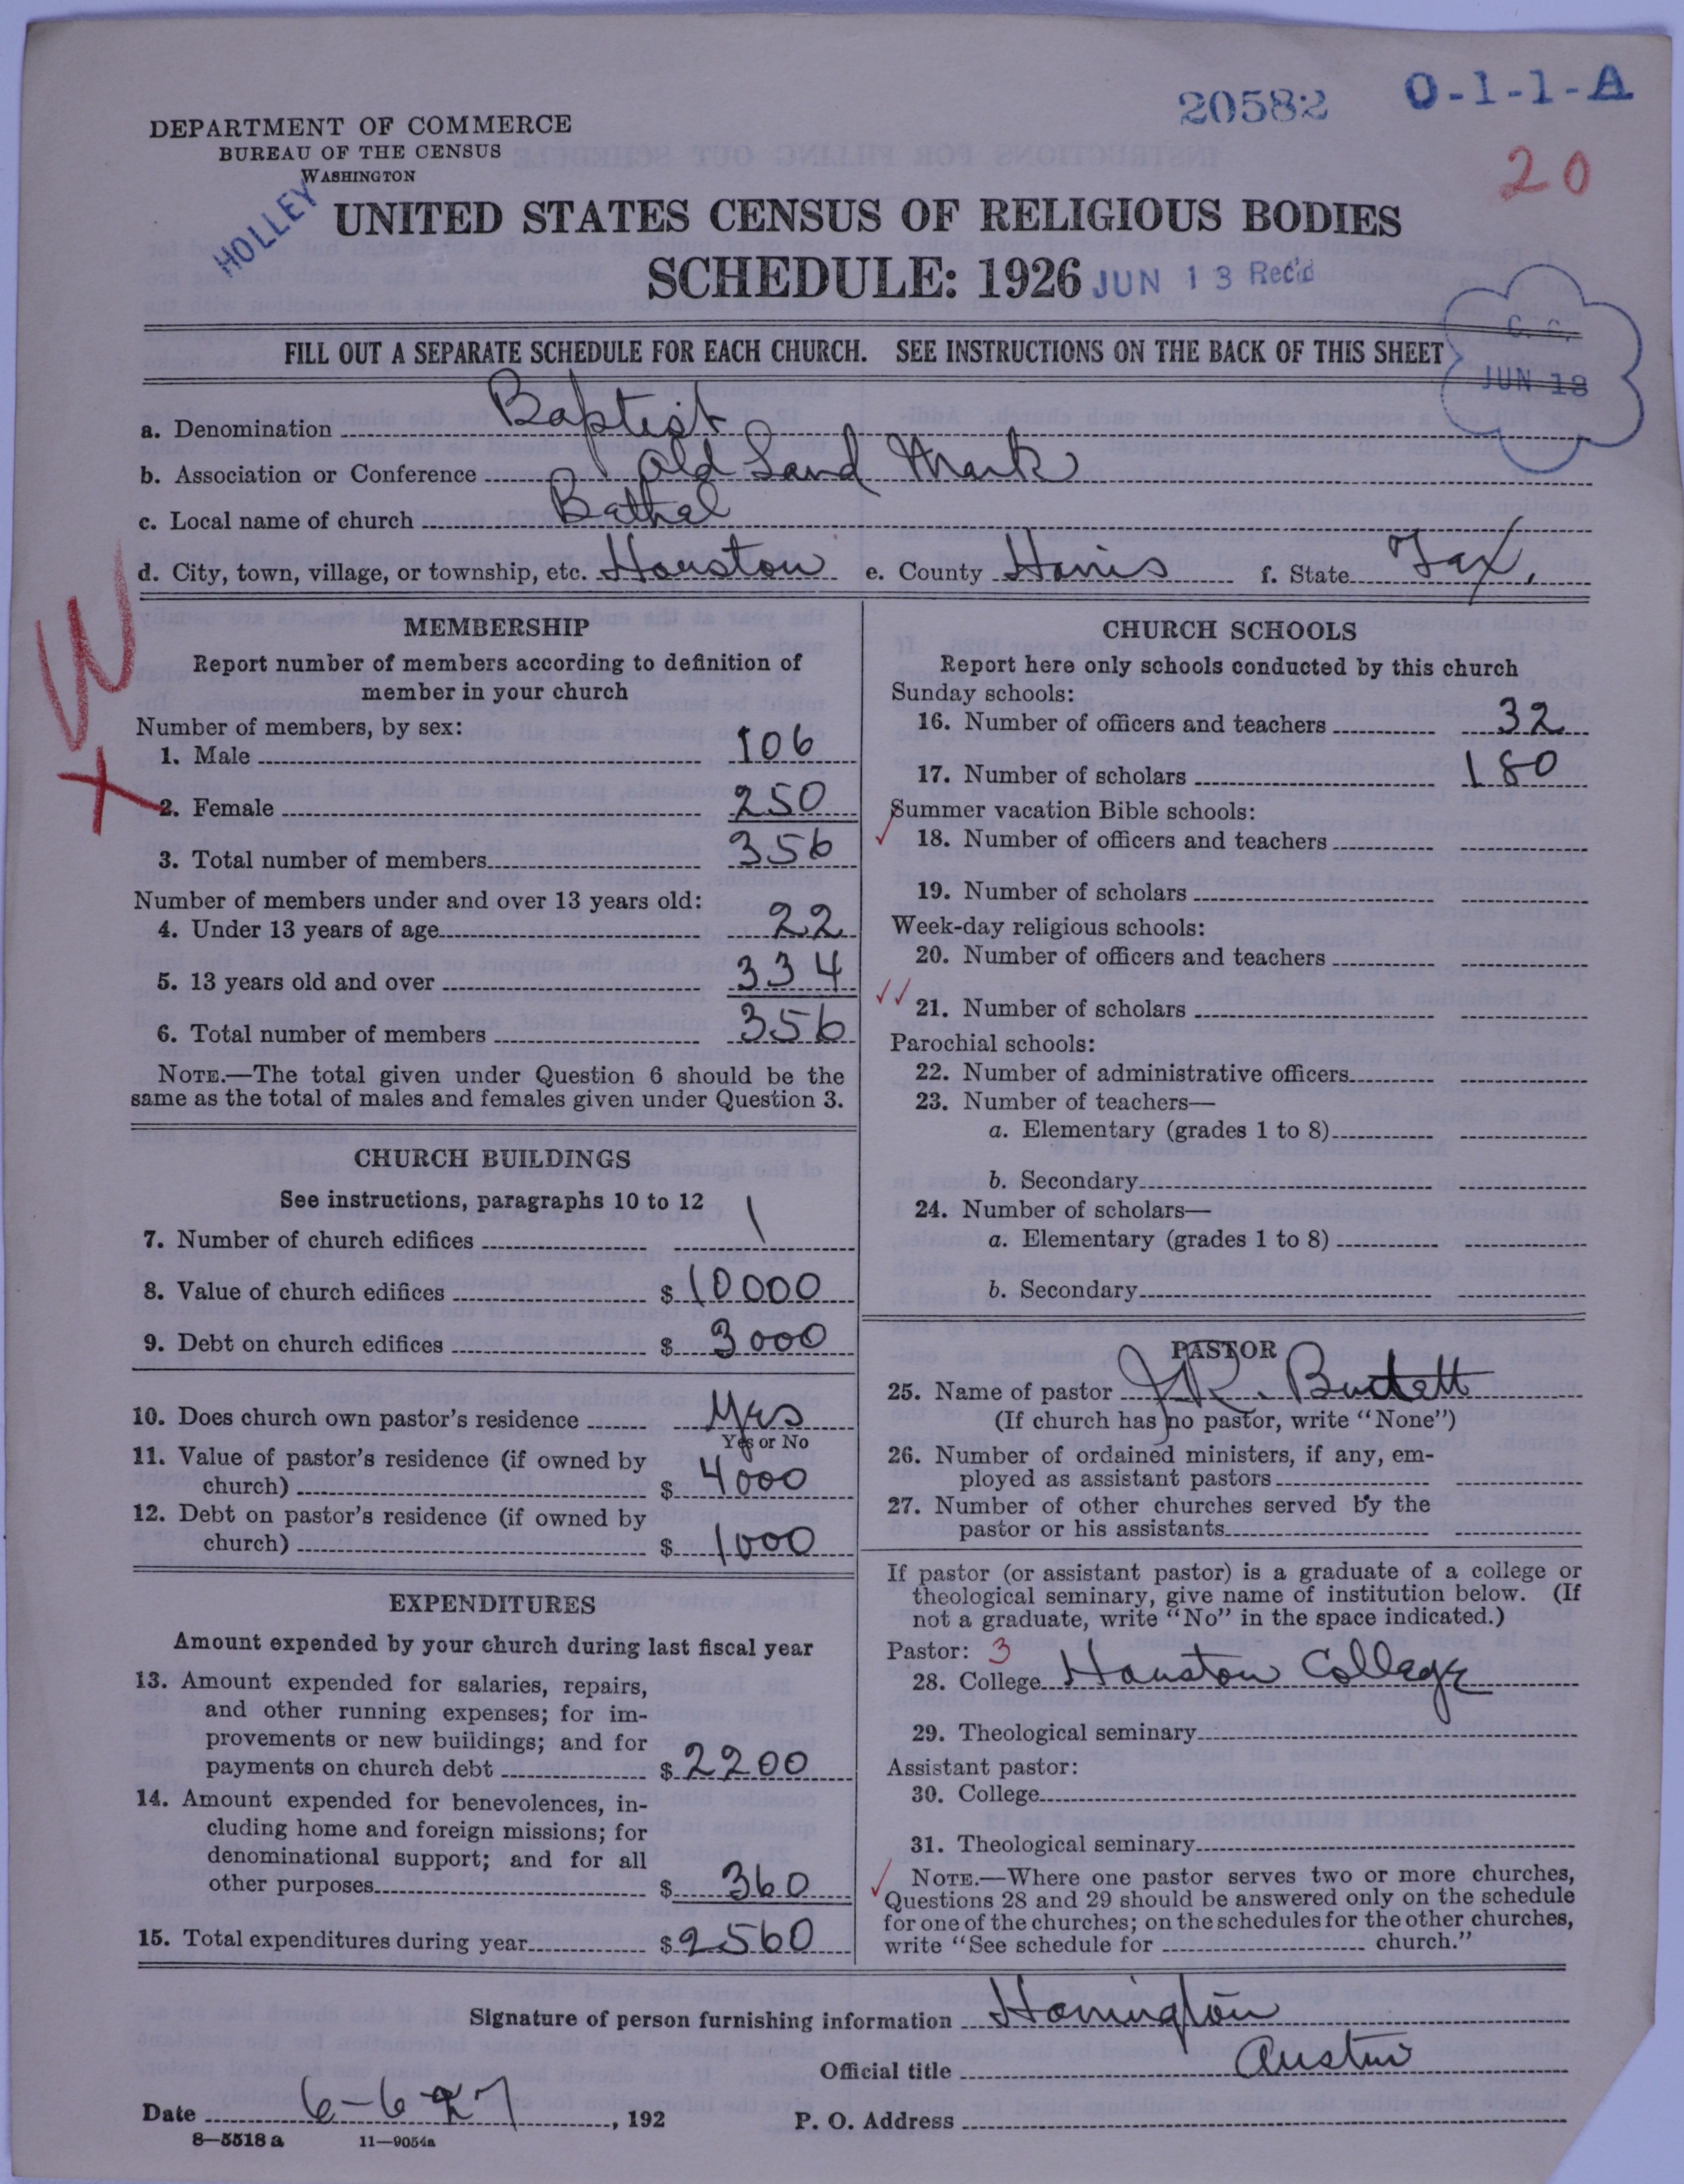 20582 O-1-1-A
DEPARTMENT OF COMMERCE
BUREAU OF THE CENSUS
WASHINGTON
20
HOLLEY
UNITED STATES CENSUS OF RELIGIOUS BODIES
SCHEDULE: 1926 JUN 13 Rec'd
FILL OUT A SEPARATE SCHEDULE FOR EACH CHURCH. SEE INSTRUCTIONS ON THE BACK OF THIS SHEET
JUN 18
a. Denomination Baptist
b. Association or Conference Old Land Mark
c. Local name of church Bethel
d. City, town, village, or township, etc. Houston e. County Harris f. State Tex,
MEMBERSHIP
Report number of members according to definition of
member in your church
Number of members, by sex:
1. Male 106
2. Female 250
3. Total number of members 356
Number of members under and over 13 years old:
4. Under 13 years of age 22
5. 13 years old and over 334
6. Total number of members 356
NOTE.—The total given under Question 6 should be the
same as the total of males and females given under Question 3.
CHURCH BUILDINGS
See instructions, paragraphs 10 to 12
7. Number of church edifices 1
8. Value of church edifices $ 10000
9. Debt on church edifices $ 3000
10. Does church own pastor's residence Yes
Yes or No
11. Value of pastor's residence (if owned by
church) $ 4000
12. Debt on pastor's residence (if owned by
church) $ 1000
EXPENDITURES
Amount expended by your church during last fiscal year
13. Amount expended for salaries, repairs,
and other running expenses; for im-
provements or new buildings; and for
payments on church debt $ 2200
14. Amount expended for benevolences, in-
cluding home and foreign missions; for
denominational support; and for all
other purposes $ 360
15. Total expenditures during year $ 2560
CHURCH SCHOOLS
Report here only schools conducted by this church
Sunday schools:
16. Number of officers and teachers 32
17. Number of scholars 180
Summer vacation Bible schools:
18. Number of officers and teachers
19. Number of scholars
Week-day religious schools:
20. Number of officers and teachers
21. Number of scholars
Parochial schools:
22. Number of administrative officers
23. Number of teachers—
a. Elementary (grades 1 to 8)
b. Secondary
24. Number of scholars—
a. Elementary (grades 1 to 8)
b. Secondary
PASTOR
25. Name of pastor J.R. Burdett
(If church has no pastor, write "None")
26. Number of ordained ministers, if any, em-
ployed as assistant pastors
27. Number of other churches served by the
pastor or his assistants
If pastor (or assistant pastor) is a graduate of a college or
theological seminary, give name of institution below. (If
not a graduate, write "No" in the space indicated.)
Pastor: 3
28. College Houston College
29. Theological seminary
Assistant pastor:
30. College
31. Theological seminary
NOTE.—Where one pastor serves two or more churches,
Questions 28 and 29 should be answered only on the schedule
for one of the churches; on the schedules for the other churches,
write "See schedule for church."
Signature of person furnishing information Harrington
Official title Austin
Date 6-6-27, 192 P. O. Address
8—5518 a 11—9054a